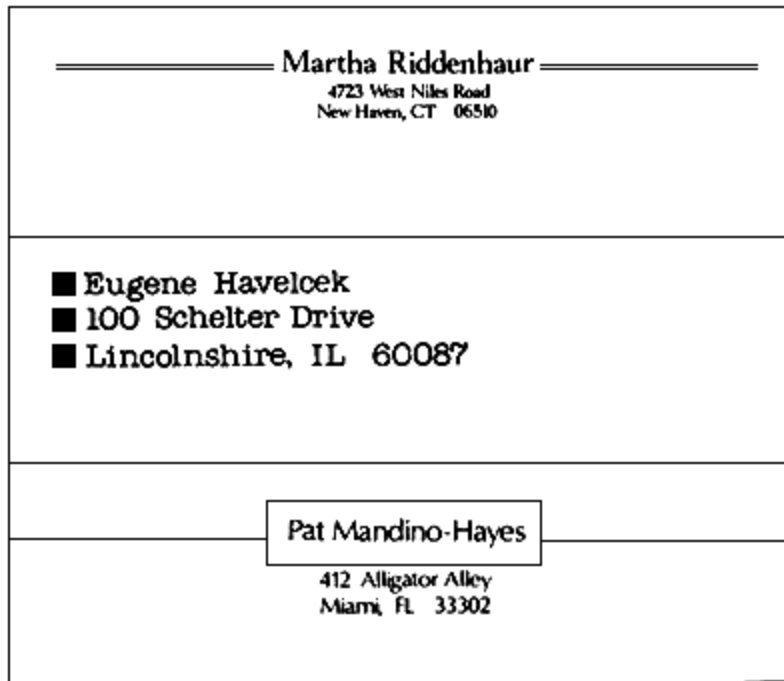 Martha Riddenhaur
4723 West Niles Road
New Haven, CT 06510
Eugene Havelcek
100 Schelter Drive
Lincolnshire, IL 60087
Pat Mandino-Hayes
412 Alligator Alley
Miami, FL 33302